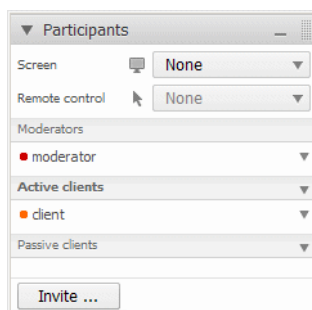 Participants
Screen None
Remote control None
Moderators
moderator
Active clients
client
Passive clients
Invite ...